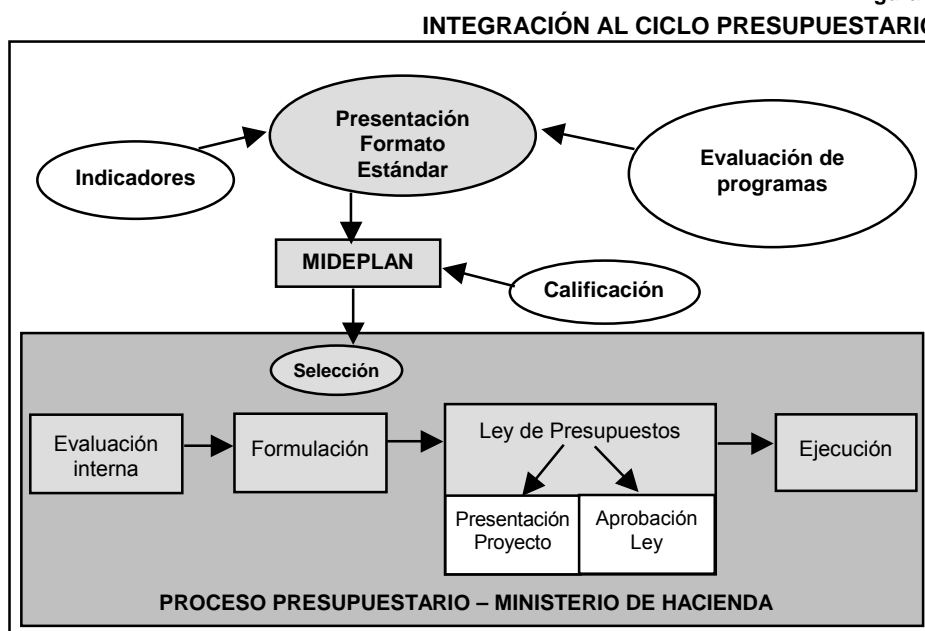 INTEGRACIÓN AL CICLO PRESUPUESTARIO
Presentación
Formato
Estándar
Indicadores
Evaluación de
programas
MIDEPLAN
Calificación
Selección
Evaluación
interna
Formulación
Ley de Presupuestos
Ejecución
Presentación
Proyecto
Aprobación
Ley
PROCESO PRESUPUESTARIO – MINISTERIO DE HACIENDA